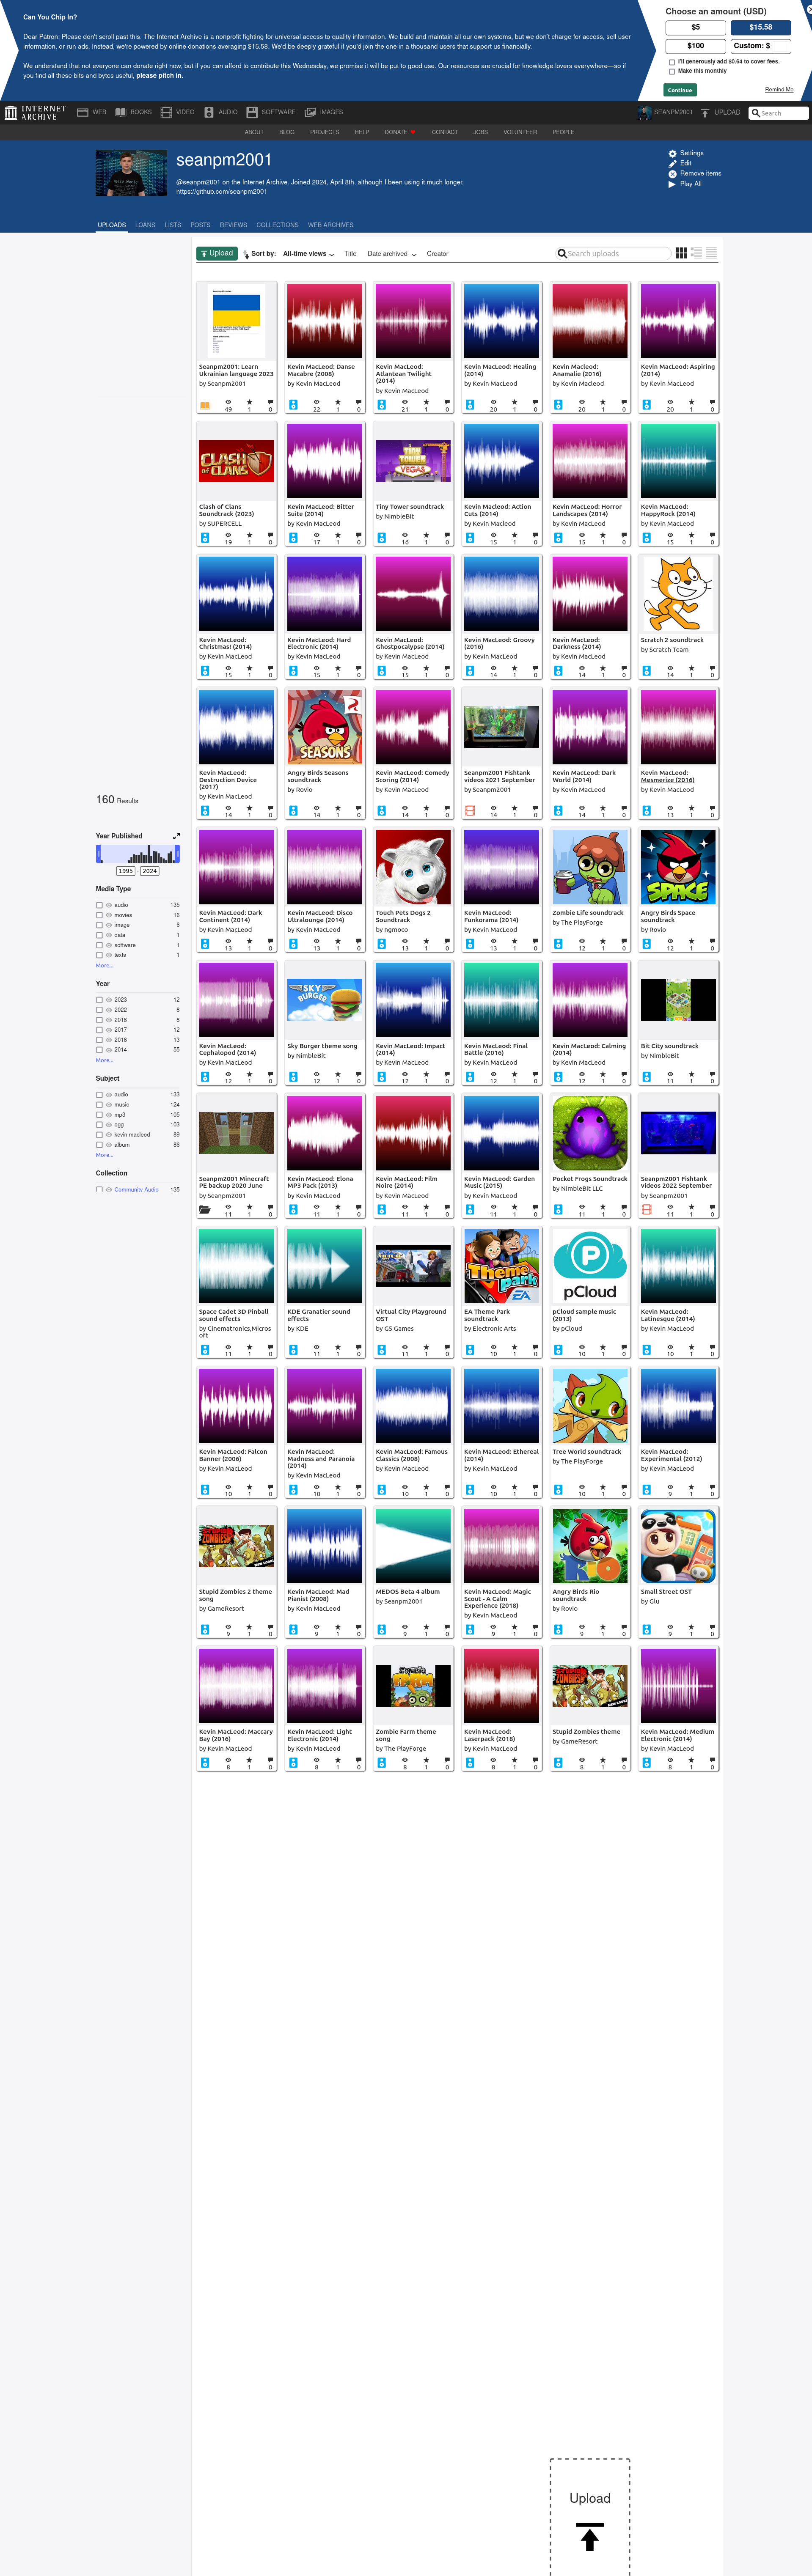 Can You Chip In?
Dear Patron: Please don't scroll past this. The Internet Archive is a nonprofit fighting for universal access to quality information. We build and maintain all our own systems, but we don't charge for access, sell user
information, or run ads. Instead, we're powered by online donations averaging $15.58. We'd be deeply grateful if you'd join the one in a thousand users that support us financially.
We understand that not everyone can donate right now, but if you can afford to contribute this Wednesday, we promise it will be put to good use. Our resources are crucial for knowledge lovers everywhere—so if
you find all these bits and bytes useful, please pitch in.
Choose an amount (USD)
$5
$15.58
$100
Custom: $
I'll generously add $0.64 to cover fees.
Make this monthly
Continue
Remind Me
INTERNET ARCHIVE
WEB
BOOKS
VIDEO
AUDIO
SOFTWARE
IMAGES
SEANPM2001
UPLOAD
Search
ABOUT
BLOG
PROJECTS
HELP
DONATE
CONTACT
JOBS
VOLUNTEER
PEOPLE
seanpm2001
@seanpm2001 on the Internet Archive. Joined 2024, April 8th, although I been using it much longer.
https://github.com/seanpm2001
Settings
Edit
Remove items
Play All
UPLOADS
LOANS
LISTS
POSTS
REVIEWS
COLLECTIONS
WEB ARCHIVES
Upload
Sort by:
All-time views
Title
Date archived
Creator
Search uploads
160 Results
Year Published
1995 - 2024
Media Type
audio 135
movies 16
image 6
data 1
software 1
texts 1
More...
Year
2023 12
2022 8
2018 8
2017 12
2016 13
2014 55
More...
Subject
audio 133
music 124
mp3 105
ogg 103
kevin macleod 89
album 86
More...
Collection
Community Audio 135
Seanpm2001: Learn
Ukrainian language 2023
by Seanpm2001
49 1 0
Kevin MacLeod: Danse
Macabre (2008)
by Kevin MacLeod
22 1 0
Kevin MacLeod:
Atlantean Twilight
(2014)
by Kevin MacLeod
21 1 0
Kevin MacLeod: Healing
(2014)
by Kevin MacLeod
20 1 0
Kevin Macleod:
Anamalie (2016)
by Kevin Macleod
20 1 0
Kevin MacLeod: Aspiring
(2014)
by Kevin MacLeod
20 1 0
CLASH OF CLANS
Clash of Clans
Soundtrack (2023)
by SUPERCELL
19 1 0
Kevin MacLeod: Bitter
Suite (2014)
by Kevin MacLeod
17 1 0
TINY TOWER VEGAS
Tiny Tower soundtrack
by NimbleBit
16 1 0
Kevin Macleod: Action
Cuts (2014)
by Kevin Macleod
15 1 0
Kevin MacLeod: Horror
Landscapes (2014)
by Kevin MacLeod
15 1 0
Kevin MacLeod:
HappyRock (2014)
by Kevin MacLeod
15 1 0
Kevin MacLeod:
Christmas! (2014)
by Kevin MacLeod
15 1 0
Kevin MacLeod: Hard
Electronic (2014)
by Kevin MacLeod
15 1 0
Kevin MacLeod:
Ghostpocalypse (2014)
by Kevin MacLeod
15 1 0
Kevin MacLeod: Groovy
(2016)
by Kevin MacLeod
14 1 0
Kevin MacLeod:
Darkness (2014)
by Kevin MacLeod
14 1 0
Scratch 2 soundtrack
by Scratch Team
14 1 0
Kevin MacLeod:
Destruction Device
(2017)
by Kevin MacLeod
14 1 0
SEASONS
Angry Birds Seasons
soundtrack
by Rovio
14 1 0
Kevin MacLeod: Comedy
Scoring (2014)
by Kevin MacLeod
14 1 0
Seanpm2001 Fishtank
videos 2021 September
by Seanpm2001
14 1 0
Kevin MacLeod: Dark
World (2014)
by Kevin MacLeod
14 1 0
Kevin MacLeod:
Mesmerize (2016)
by Kevin MacLeod
13 1 0
Kevin MacLeod: Dark
Continent (2014)
by Kevin MacLeod
13 1 0
Kevin MacLeod: Disco
Ultralounge (2014)
by Kevin MacLeod
13 1 0
Touch Pets Dogs 2
Soundtrack
by ngmoco
13 1 0
Kevin MacLeod:
Funkorama (2014)
by Kevin MacLeod
13 1 0
Zombie Life soundtrack
by The PlayForge
12 1 0
SPACE
Angry Birds Space
soundtrack
by Rovio
12 1 0
Kevin MacLeod:
Cephalopod (2014)
by Kevin MacLeod
12 1 0
SKY BURGER
Sky Burger theme song
by NimbleBit
12 1 0
Kevin MacLeod: Impact
(2014)
by Kevin MacLeod
12 1 0
Kevin MacLeod: Final
Battle (2016)
by Kevin MacLeod
12 1 0
Kevin MacLeod: Calming
(2014)
by Kevin MacLeod
12 1 0
Bit City soundtrack
by NimbleBit
11 1 0
Seanpm2001 Minecraft
PE backup 2020 June
by Seanpm2001
11 1 0
Kevin MacLeod: Elona
MP3 Pack (2013)
by Kevin MacLeod
11 1 0
Kevin MacLeod: Film
Noire (2014)
by Kevin MacLeod
11 1 0
Kevin MacLeod: Garden
Music (2015)
by Kevin MacLeod
11 1 0
Pocket Frogs Soundtrack
by NimbleBit LLC
11 1 0
Seanpm2001 Fishtank
videos 2022 September
by Seanpm2001
11 1 0
Space Cadet 3D Pinball
sound effects
by Cinematronics,Micros
oft
11 1 0
KDE Granatier sound
effects
by KDE
11 1 0
Virtual City Playground
OST
by G5 Games
11 1 0
Theme Park
EA
EA Theme Park
soundtrack
by Electronic Arts
10 1 0
pCloud
pCloud sample music
(2013)
by pCloud
10 1 0
Kevin MacLeod:
Latinesque (2014)
by Kevin MacLeod
10 1 0
Kevin MacLeod: Falcon
Banner (2006)
by Kevin MacLeod
10 1 0
Kevin MacLeod:
Madness and Paranoia
(2014)
by Kevin MacLeod
10 1 0
Kevin MacLeod: Famous
Classics (2008)
by Kevin MacLeod
10 1 0
Kevin MacLeod: Ethereal
(2014)
by Kevin MacLeod
10 1 0
Tree World soundtrack
by The PlayForge
10 1 0
Kevin MacLeod:
Experimental (2012)
by Kevin MacLeod
9 1 0
Stupid Zombies 2 theme
song
by GameResort
9 1 0
Kevin MacLeod: Mad
Pianist (2008)
by Kevin MacLeod
9 1 0
MEDOS Beta 4 album
by Seanpm2001
9 1 0
Kevin MacLeod: Magic
Scout - A Calm
Experience (2018)
by Kevin MacLeod
9 1 0
RIO
Angry Birds Rio
soundtrack
by Rovio
9 1 0
Small Street OST
by Glu
9 1 0
Kevin MacLeod: Maccary
Bay (2016)
by Kevin MacLeod
8 1 0
Kevin MacLeod: Light
Electronic (2014)
by Kevin MacLeod
8 1 0
ZOMBIE FARM
Zombie Farm theme
song
by The PlayForge
8 1 0
Kevin MacLeod:
Laserpack (2018)
by Kevin MacLeod
8 1 0
Stupid Zombies theme
by GameResort
8 1 0
Kevin MacLeod: Medium
Electronic (2014)
by Kevin MacLeod
8 1 0
Upload